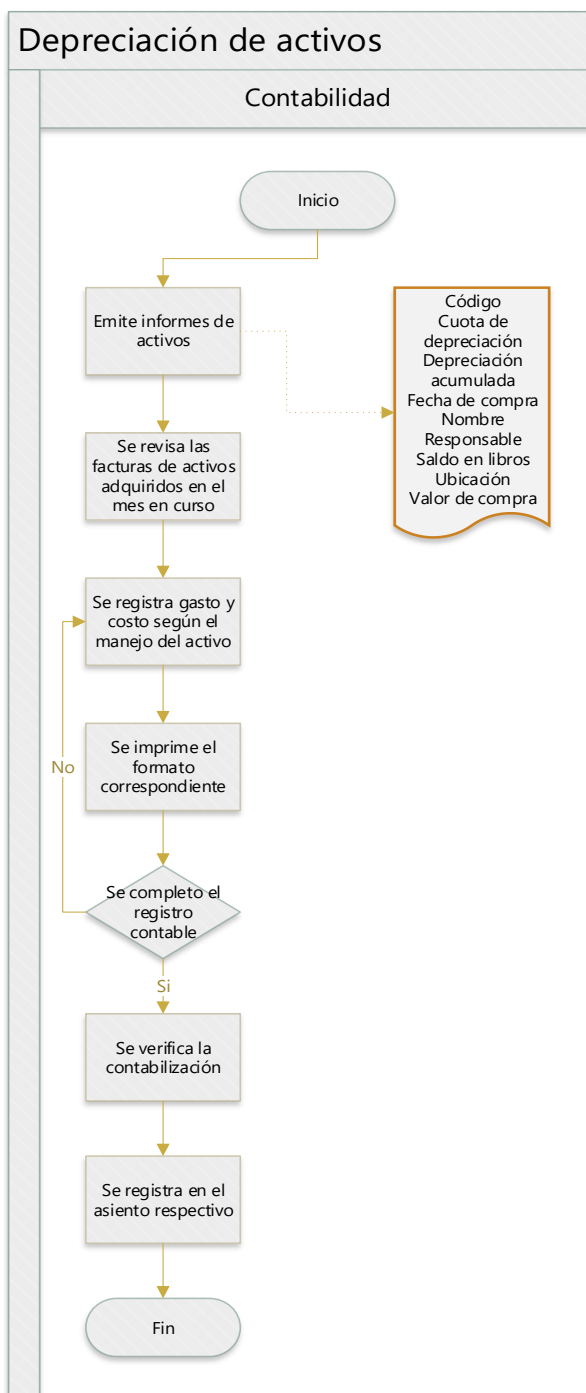 Depreciación de activos
Contabilidad
Inicio
Emite informes de
activos
Código
Cuota de
depreciación
Depreciación
acumulada
Fecha de compra
Nombre
Responsable
Saldo en libros
Ubicación
Valor de compra
Se revisa las
facturas de activos
adquiridos en el
mes en curso
Se registra gasto y
costo según el
manejo del activo
Se imprime el
formato
correspondiente
No
Se completo el
registro
contable
Si
Se verifica la
contabilización
Se registra en el
asiento respectivo
Fin